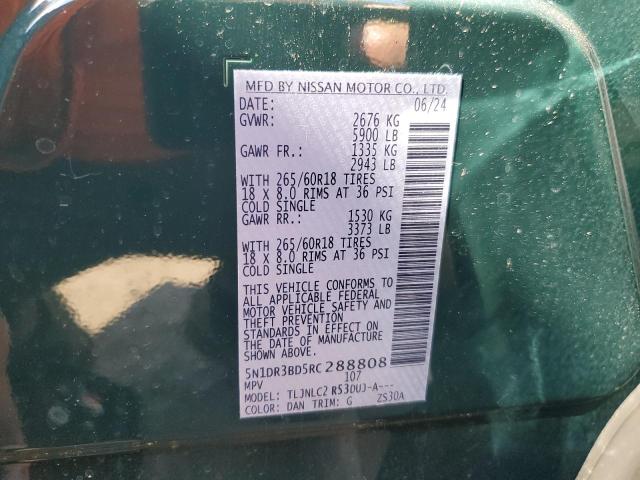 MFD BY NISSAN MOTOR CO., LTD.
DATE: 06/24
GVWR: 2676 KG
5900 LB
GAWR FR.: 1335 KG
2943 LB
WITH 265/60R18 TIRES
18 X 8.0 RIMS AT 36 PSI
COLD SINGLE
GAWR RR.: 1530 KG
3373 LB
WITH 265/60R18 TIRES
18 X 8.0 RIMS AT 36 PSI
COLD SINGLE
THIS VEHICLE CONFORMS TO
ALL APPLICABLE FEDERAL
MOTOR VEHICLE SAFETY AND
THEFT PREVENTION
STANDARDS IN EFFECT ON
THE DATE OF MANUFACTURE
SHOWN ABOVE.
5N1DR3BD5RC288808
MPV 107
MODEL: TLJNLC2 R53DUJ-A---
COLOR: DAN TRIM: G ZS30A